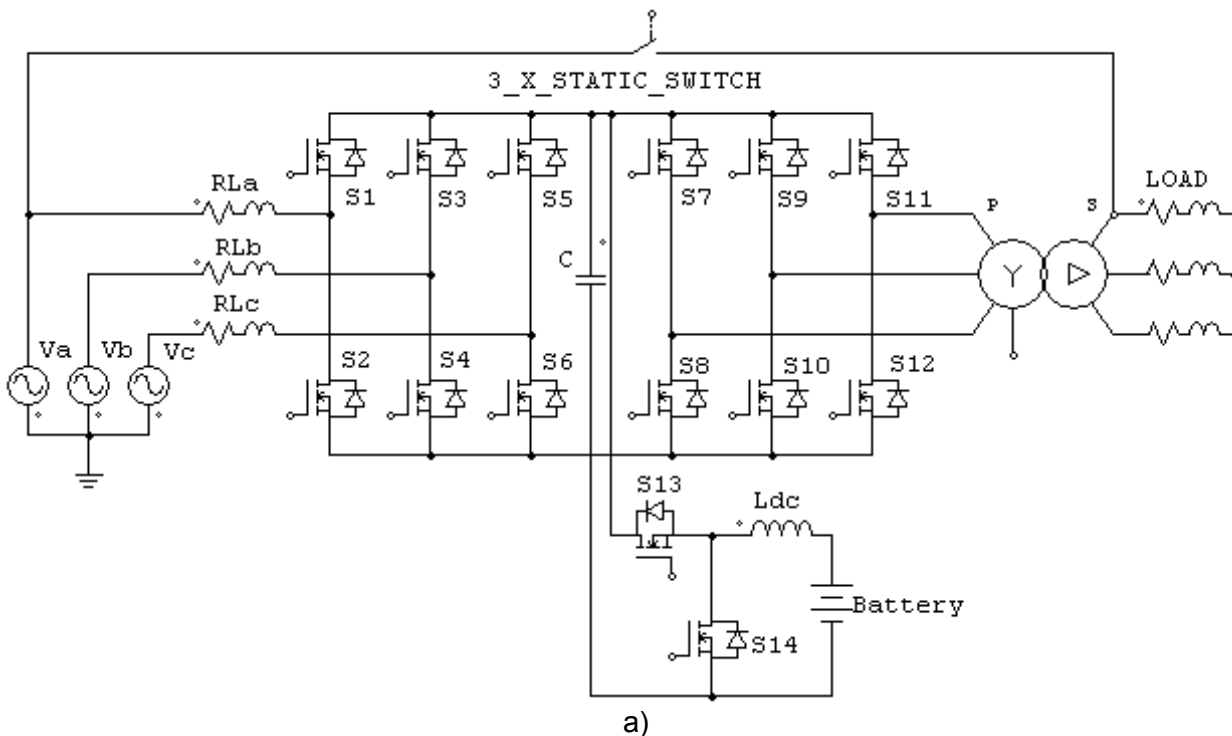 3_X_STATIC_SWITCH
RLa S1 S3 S5 S7 S9 S11 P S LOAD
RLb
C
RLc
Va Vb Vc S2 S4 S6 S8 S10 S12
S13
Ldc
Battery
S14
a)